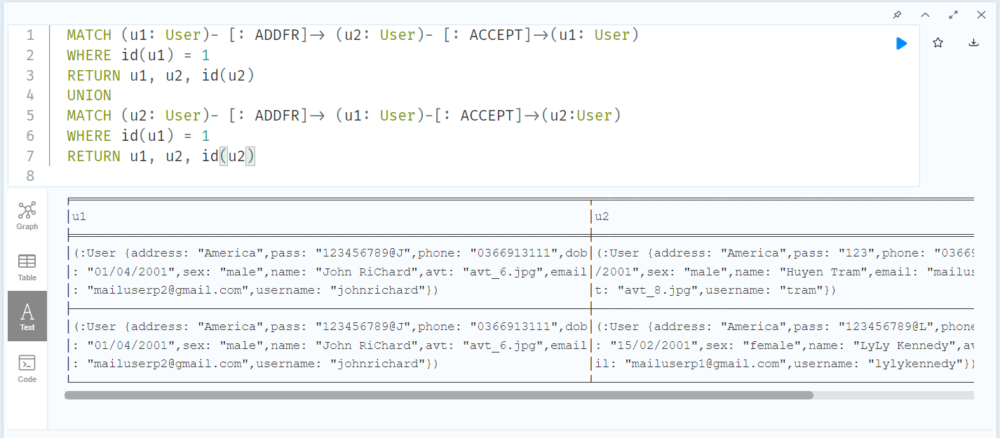 1 MATCH (u1: User)- [: ADDFR]→ (u2: User)- [: ACCEPT]→(u1: User)
2 WHERE id(u1) = 1
3 RETURN u1, u2, id(u2)
4 UNION
5 MATCH (u2: User)- [: ADDFR]→ (u1: User)-[: ACCEPT]→(u2:User)
6 WHERE id(u1) = 1
7 RETURN u1, u2, id(u2)
8
Graph
Table
Text
Code
u1 u2
(:User {address: "America",pass: "123456789@J",phone: "0366913111",dob (:User {address: "America",pass: "123",phone: "0366
: "01/04/2001",sex: "male",name: "John RiChard",avt: "avt_6.jpg",email /2001",sex: "male",name: "Huyen Tram",email: "mailus
: "mailuserp2@gmail.com",username: "johnrichard"}) t: "avt_8.jpg",username: "tram"})
(:User {address: "America",pass: "123456789@J",phone: "0366913111",dob (:User {address: "America",pass: "123456789@L",phone
: "01/04/2001",sex: "male",name: "John RiChard",avt: "avt_6.jpg",email : "15/02/2001",sex: "female",name: "LyLy Kennedy",av
: "mailuserp2@gmail.com",username: "johnrichard"}) il: "mailuserp1@gmail.com",username: "lylykennedy"})